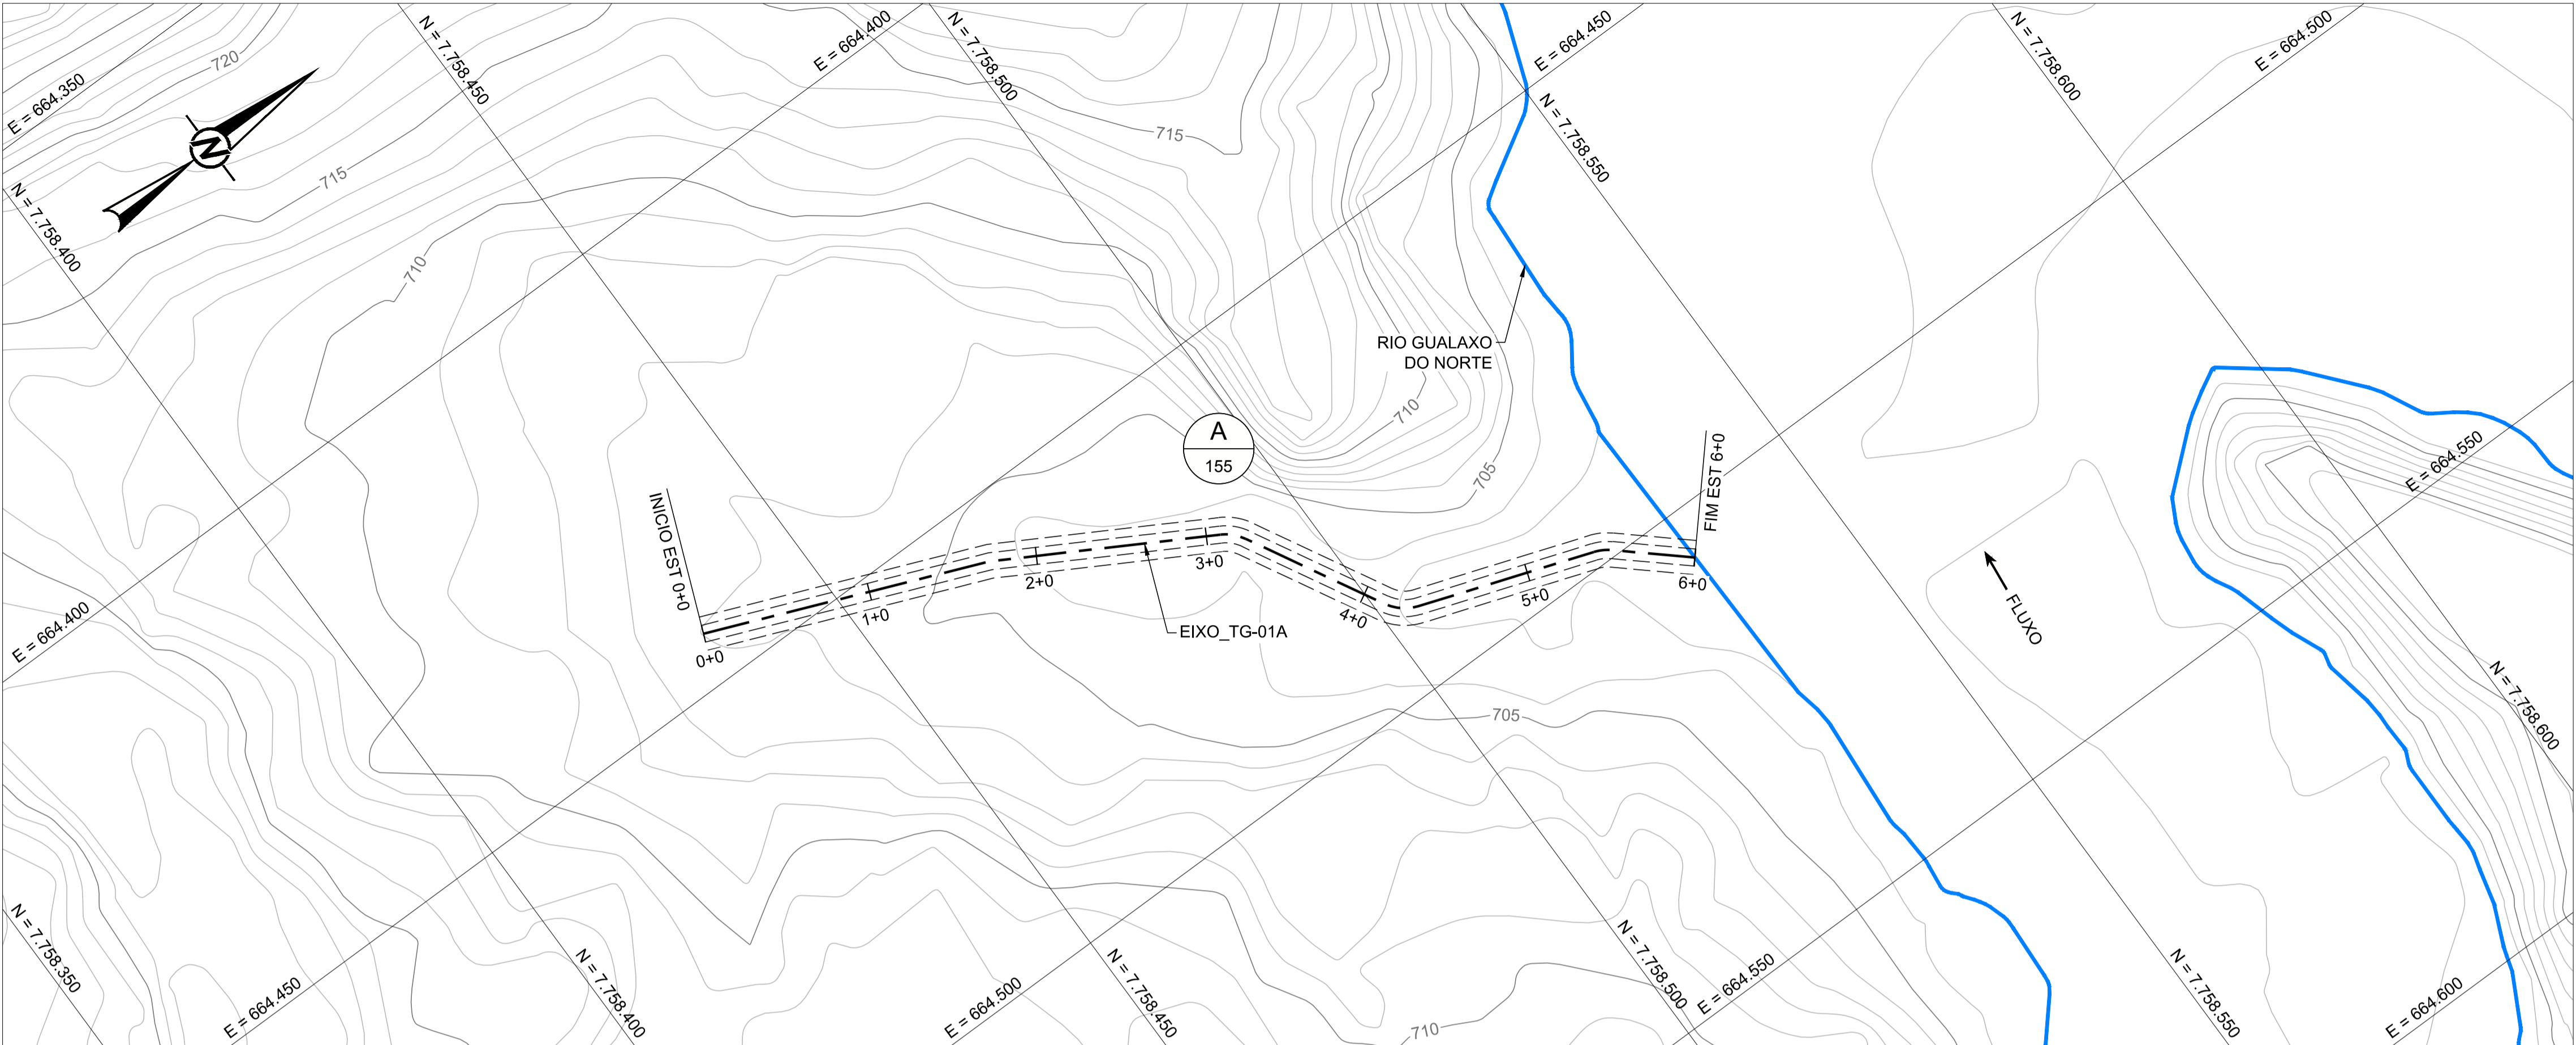 N = 7.758.450
E = 664.400
N = 7.758.500
E = 664.450
N = 7.758.600
E = 664.500
720
E = 664.350
N
715
715
N = 7.758.550
N = 7.758.400
710
RIO GUALAXO
DO NORTE
710
A
155
705
E = 664.550
INICIO EST 0+0
FIM EST 6+0
0+0
1+0
2+0
3+0
4+0
5+0
6+0
EIXO_TG-01A
FLUXO
E = 664.400
705
N = 7.758.600
N = 7.758.350
E = 664.450
N = 7.758.400
E = 664.500
N = 7.758.450
710
N = 7.758.500
E = 664.550
N = 7.758.550
E = 664.600